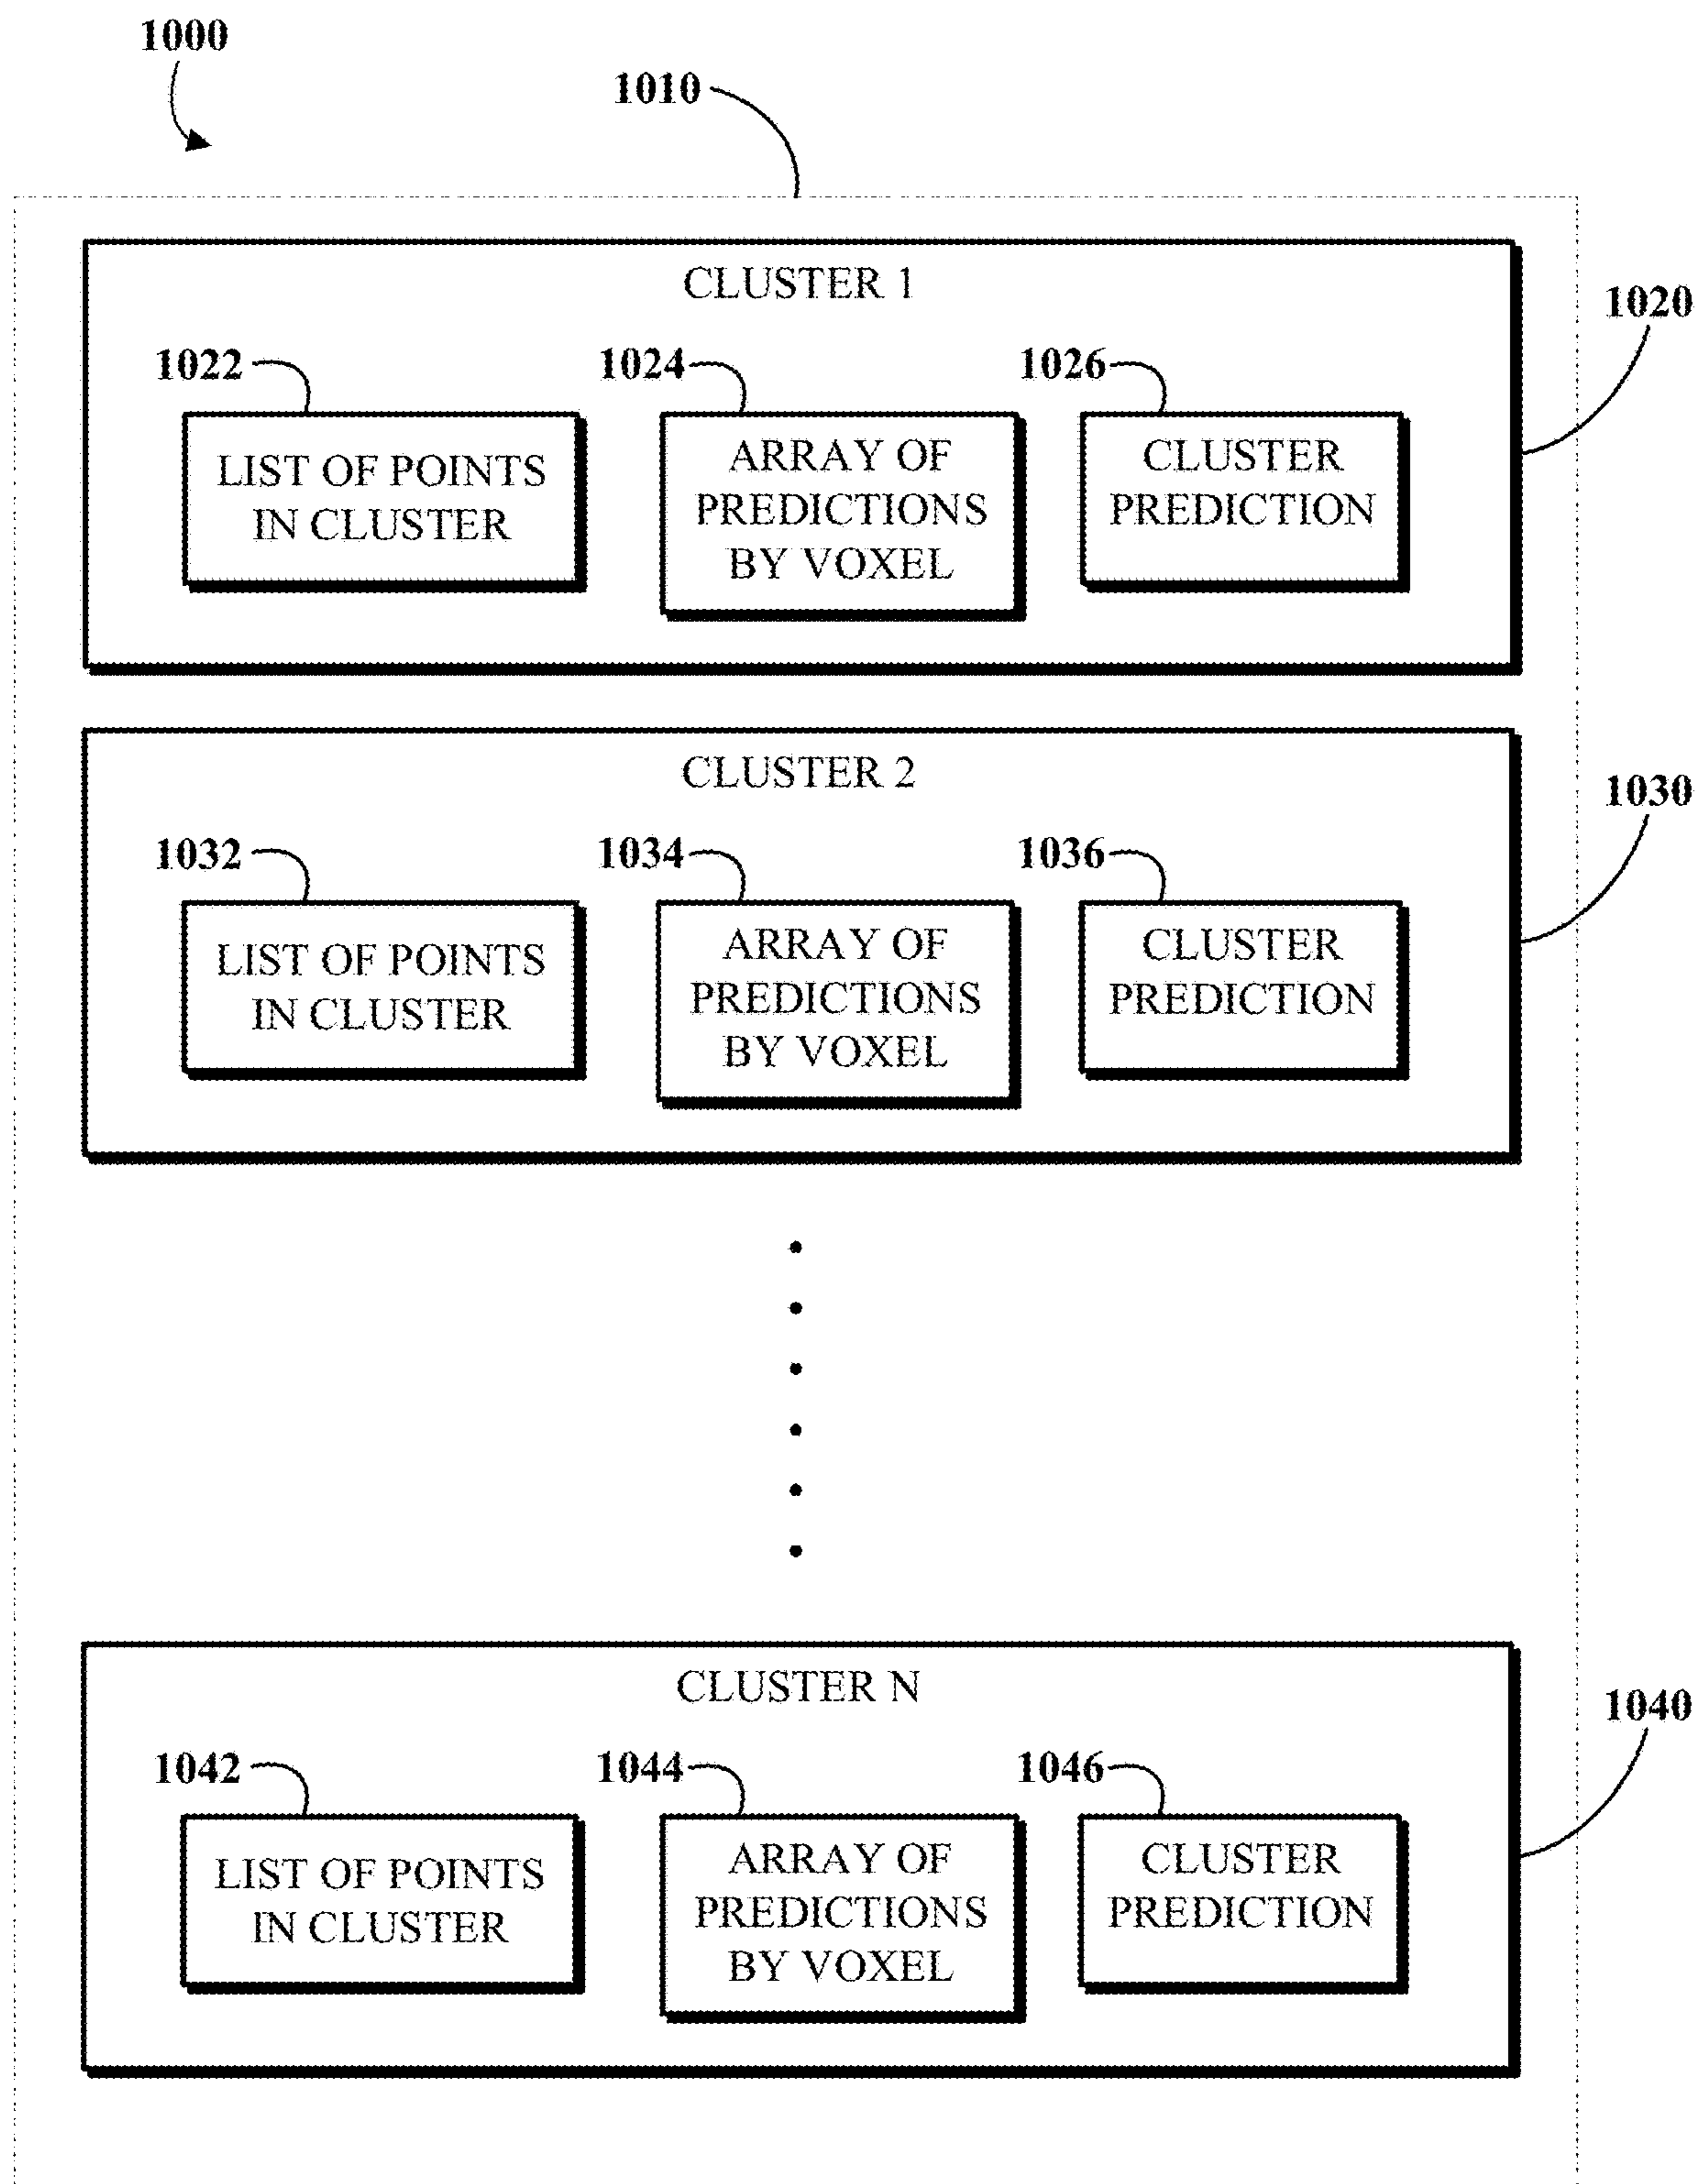 1000
1010
CLUSTER 1
1020
1022
1024
1026
LIST OF POINTS
IN CLUSTER
ARRAY OF
PREDICTIONS
BY VOXEL
CLUSTER
PREDICTION
CLUSTER 2
1030
1032
1034
1036
LIST OF POINTS
IN CLUSTER
ARRAY OF
PREDICTIONS
BY VOXEL
CLUSTER
PREDICTION
CLUSTER N
1040
1042
1044
1046
LIST OF POINTS
IN CLUSTER
ARRAY OF
PREDICTIONS
BY VOXEL
CLUSTER
PREDICTION